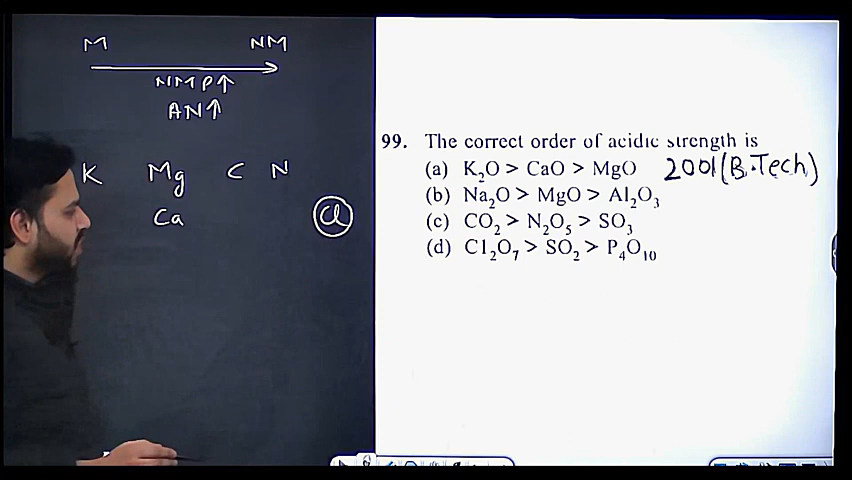 M NM
NMP↑
AN↑
K Mg C N
Ca
Cl
99. The correct order of acidic strength is
(a) K₂O > CaO > MgO 2001(B.Tech)
(b) Na₂O > MgO > Al₂O₃
(c) CO₂ > N₂O₅ > SO₃
(d) Cl₂O₇ > SO₂ > P₄O₁₀